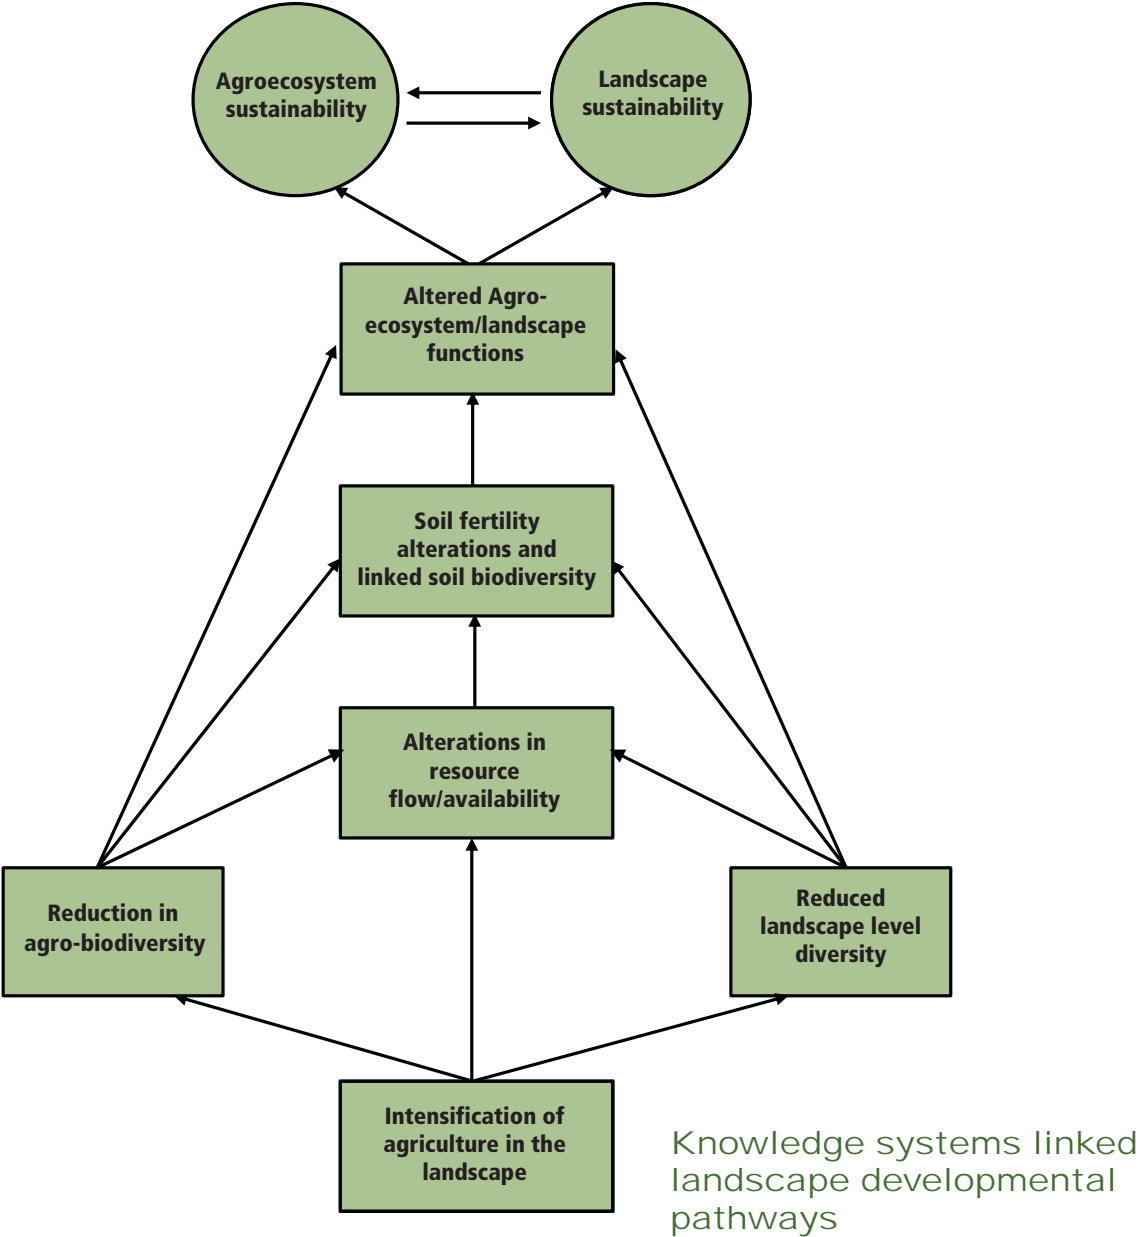 Agroecosystem
sustainability
Landscape
sustainability
Altered Agro-
ecosystem/landscape
functions
Soil fertility
alterations and
linked soil biodiversity
Alterations in
resource
flow/availability
Reduction in
agro-biodiversity
Reduced
landscape level
diversity
Intensification of
agriculture in the
landscape
Knowledge systems linked
landscape developmental
pathways